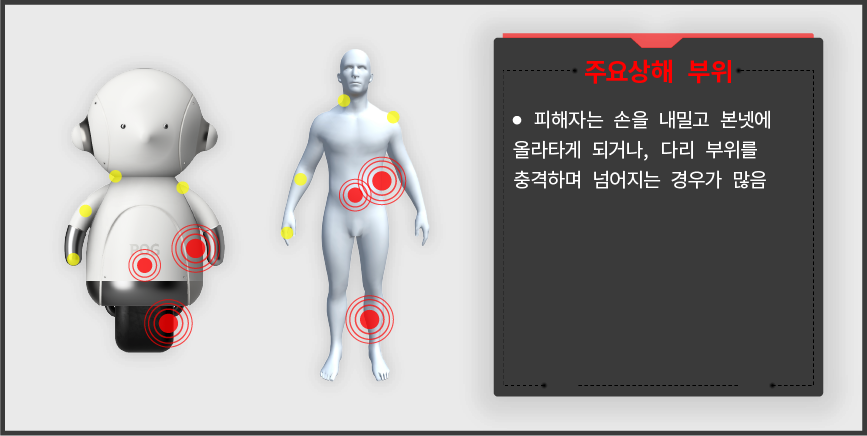 주요상해 부위
● 피해자는 손을 내밀고 본넷에
올라타게 되거나, 다리 부위를
충격하며 넘어지는 경우가 많음